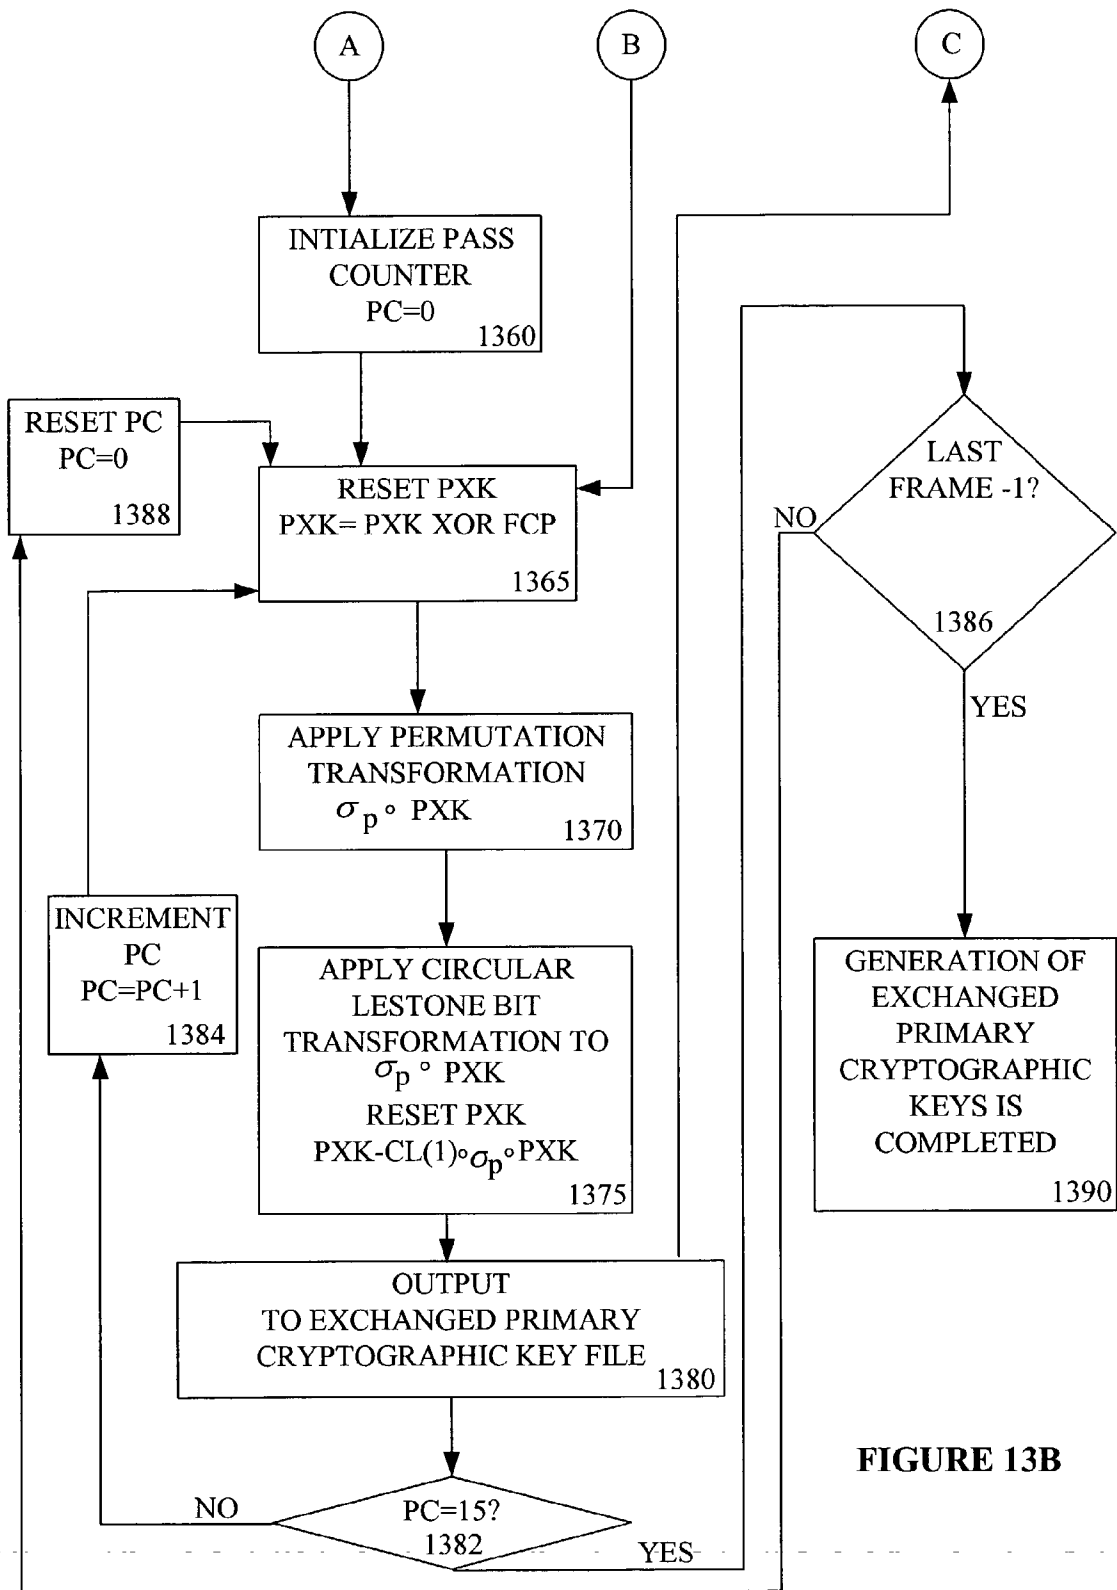 A
B
C
INTIALIZE PASS
COUNTER
PC=0
1360
RESET PC
PC=0
1388
RESET PXK
PXK= PXK XOR FCP
1365
LAST
FRAME -1?
NO
1386
YES
APPLY PERMUTATION
TRANSFORMATION
σp∘ PXK
1370
INCREMENT
PC
PC=PC+1
1384
APPLY CIRCULAR
LESTONE BIT
TRANSFORMATION TO
σp ∘ PXK
RESET PXK
PXK-CL(1)∘σp∘PXK
1375
GENERATION OF
EXCHANGED
PRIMARY
CRYPTOGRAPHIC
KEYS IS
COMPLETED
1390
OUTPUT
TO EXCHANGED PRIMARY
CRYPTOGRAPHIC KEY FILE
1380
NO
PC=15?
1382
YES
FIGURE 13B